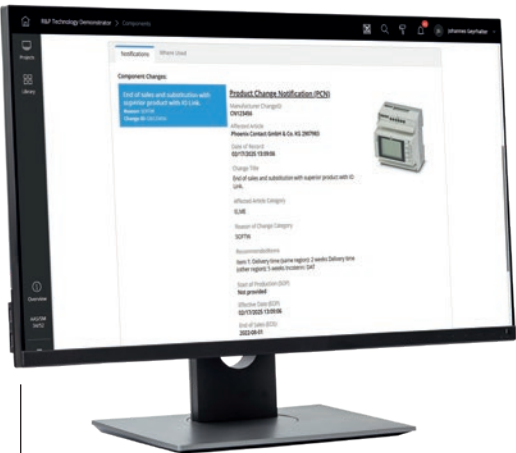 R&P Technology Demonstrator > Components
Johannes
Projects
Library
Notifications
Where Used
Component Changes
End of sales and substitution with
superior product with IO-Link.
Reason: SOFTW
Change ID:
Product Change Notification (PCN)
Manufacturer ChangeID
CN123456
Affected Article
Phoenix Contact GmbH & Co. KG 2907983
Date of Record
02/17/2025 13:09:06
Change Title
End of sales and substitution with superior product with IO-
Link.
Affected Article Category
Reason of Change Category
SOFTW
Recommendations
Item 1: Delivery time (same region): 2 weeks Delivery time
(other region): 5 weeks Incoterm: DAT
Start of Production (SOP)
Not provided
Effective Date (EOP)
02/17/2025 13:09:06
End of Sales (EOS)
2022-08-01
Overview